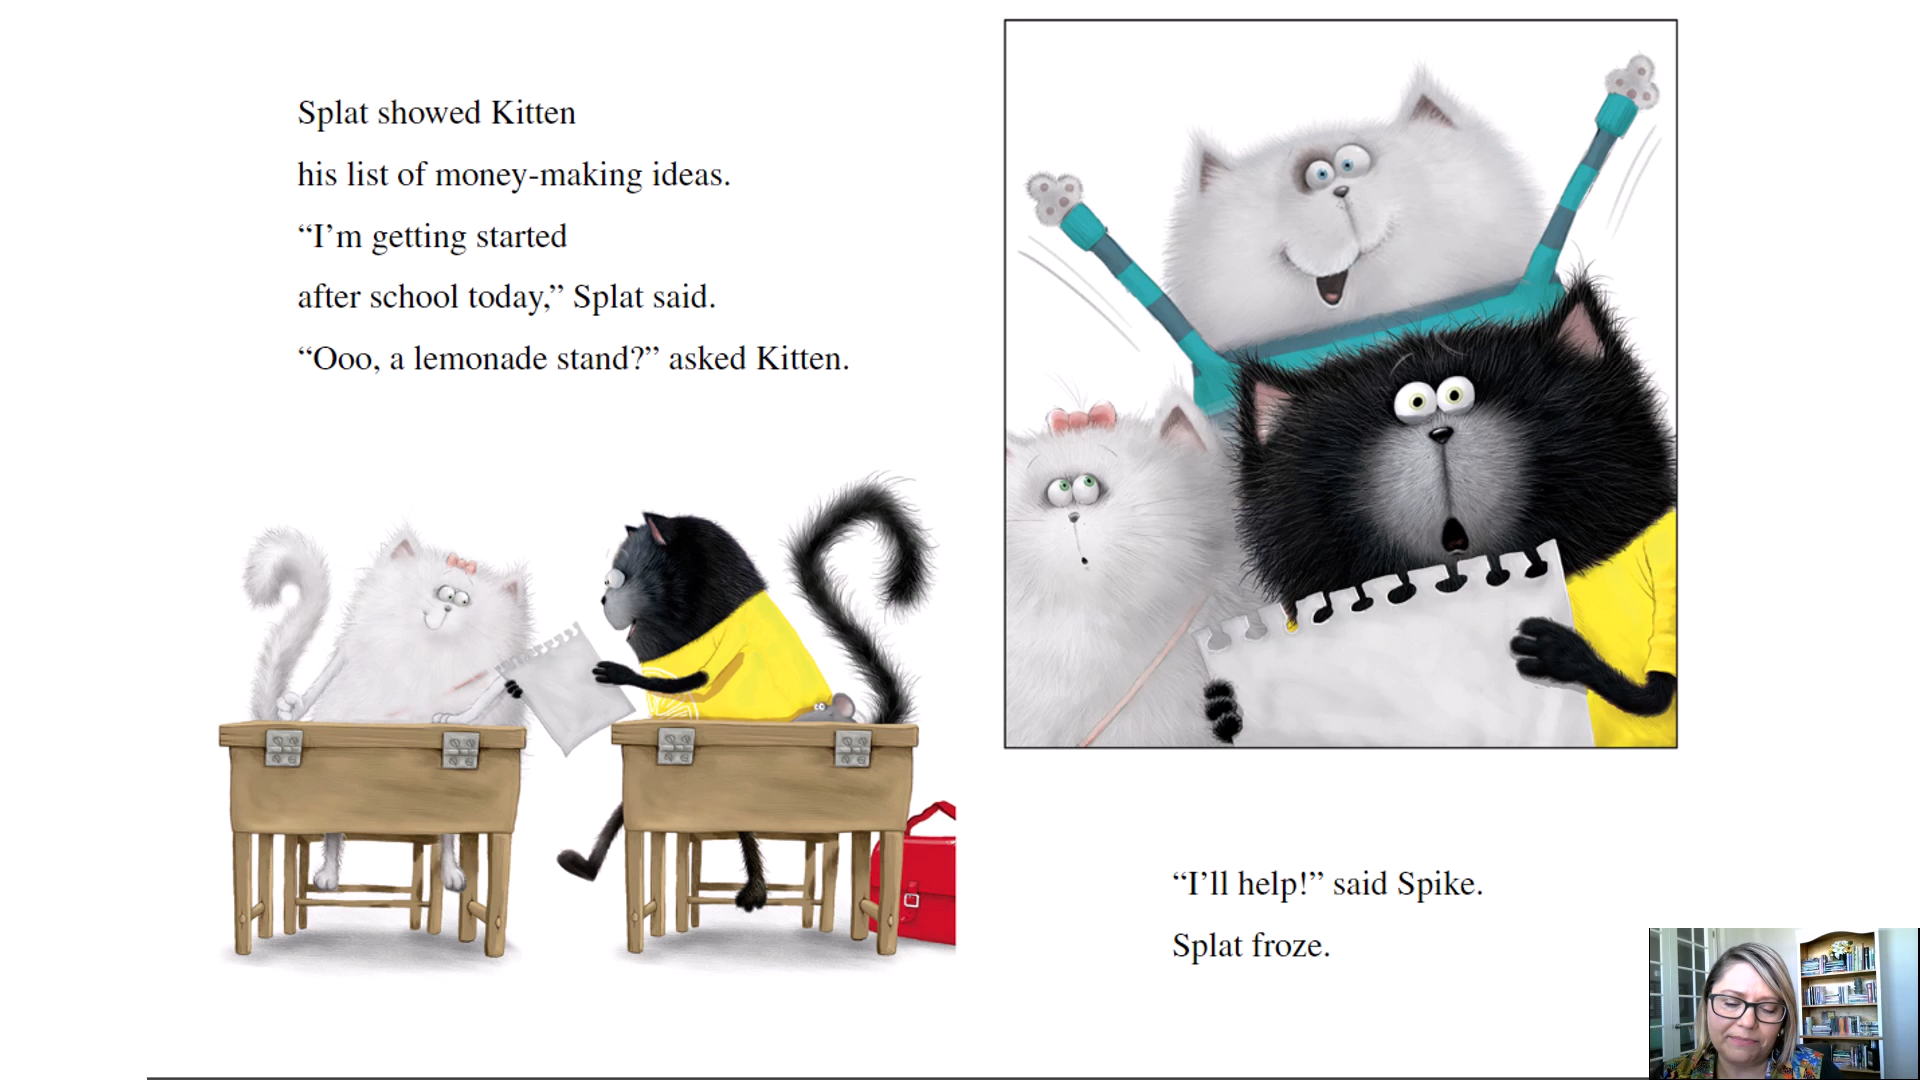 Splat showed Kitten
his list of money-making ideas.
“I’m getting started
after school today,” Splat said.
“Ooo, a lemonade stand?” asked Kitten.
“I’ll help!” said Spike.
Splat froze.